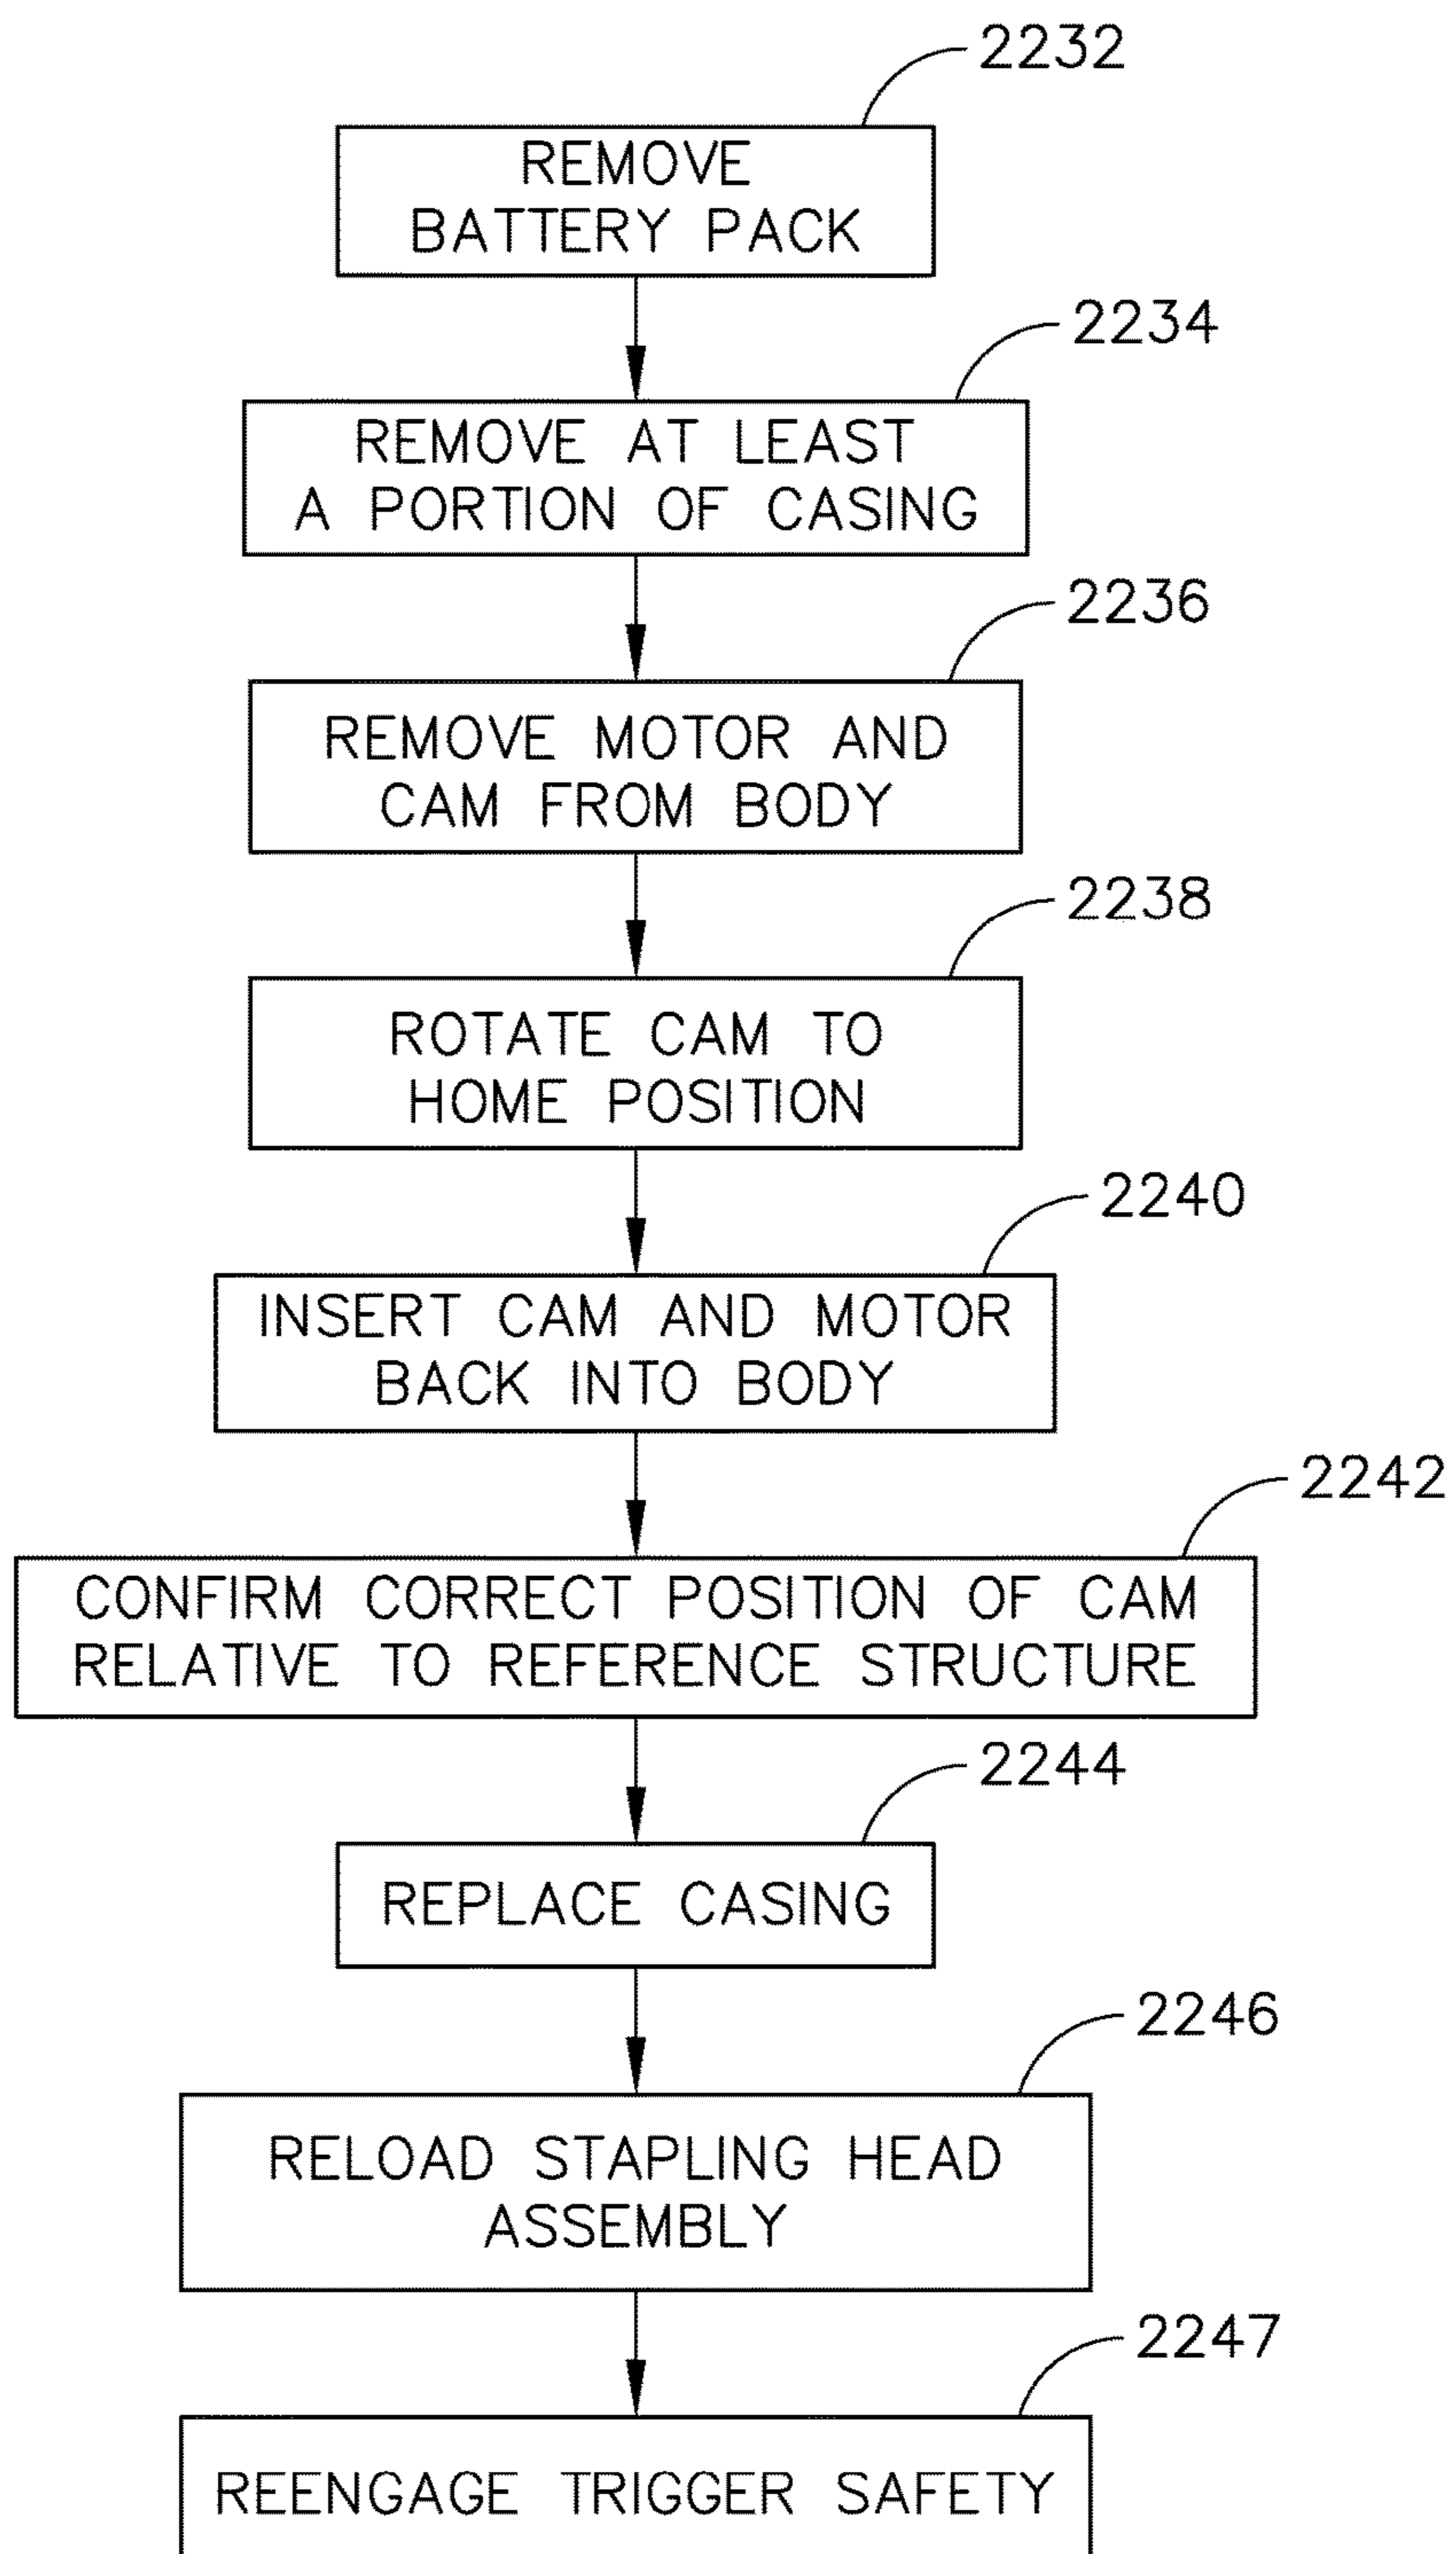 2232
REMOVE
BATTERY PACK
2234
REMOVE AT LEAST
A PORTION OF CASING
2236
REMOVE MOTOR AND
CAM FROM BODY
2238
ROTATE CAM TO
HOME POSITION
2240
INSERT CAM AND MOTOR
BACK INTO BODY
2242
CONFIRM CORRECT POSITION OF CAM
RELATIVE TO REFERENCE STRUCTURE
2244
REPLACE CASING
2246
RELOAD STAPLING HEAD
ASSEMBLY
2247
REENGAGE TRIGGER SAFETY